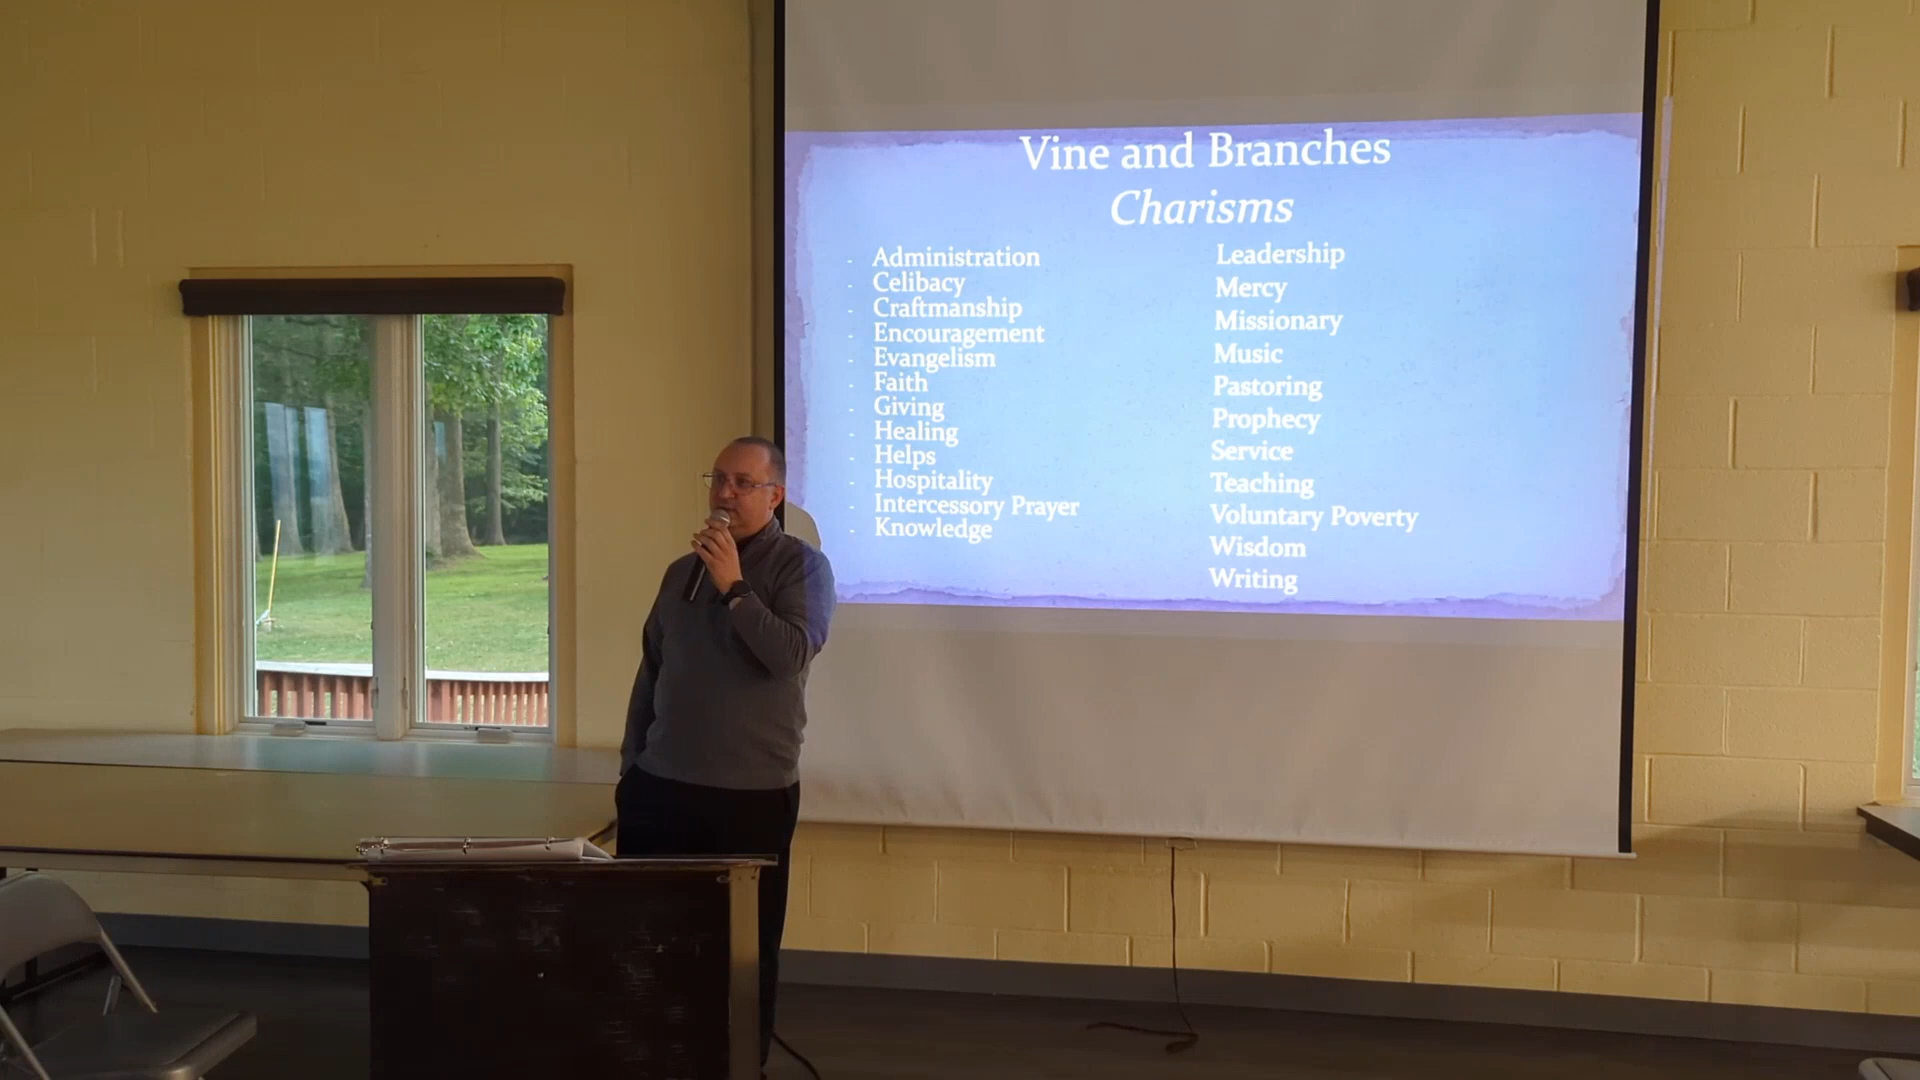 Vine and Branches
Charisms
- Administration
- Celibacy
- Craftmanship
- Encouragement
- Evangelism
- Faith
- Giving
- Healing
- Helps
- Hospitality
- Intercessory Prayer
- Knowledge
Leadership
Mercy
Missionary
Music
Pastoring
Prophecy
Service
Teaching
Voluntary Poverty
Wisdom
Writing